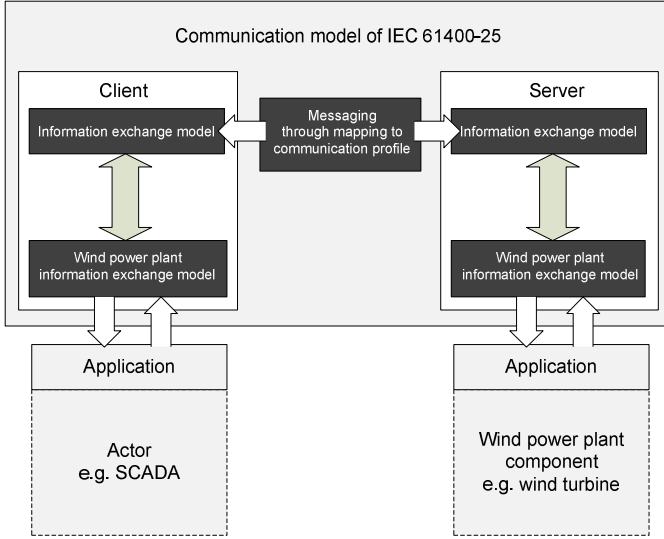 Communication model of IEC 61400-25
Client
Information exchange model
Wind power plant
information exchange model
Messaging
through mapping to
communication profile
Server
Information exchange model
Wind power plant
information exchange model
Application
Actor
e.g. SCADA
Application
Wind power plant
component
e.g. wind turbine